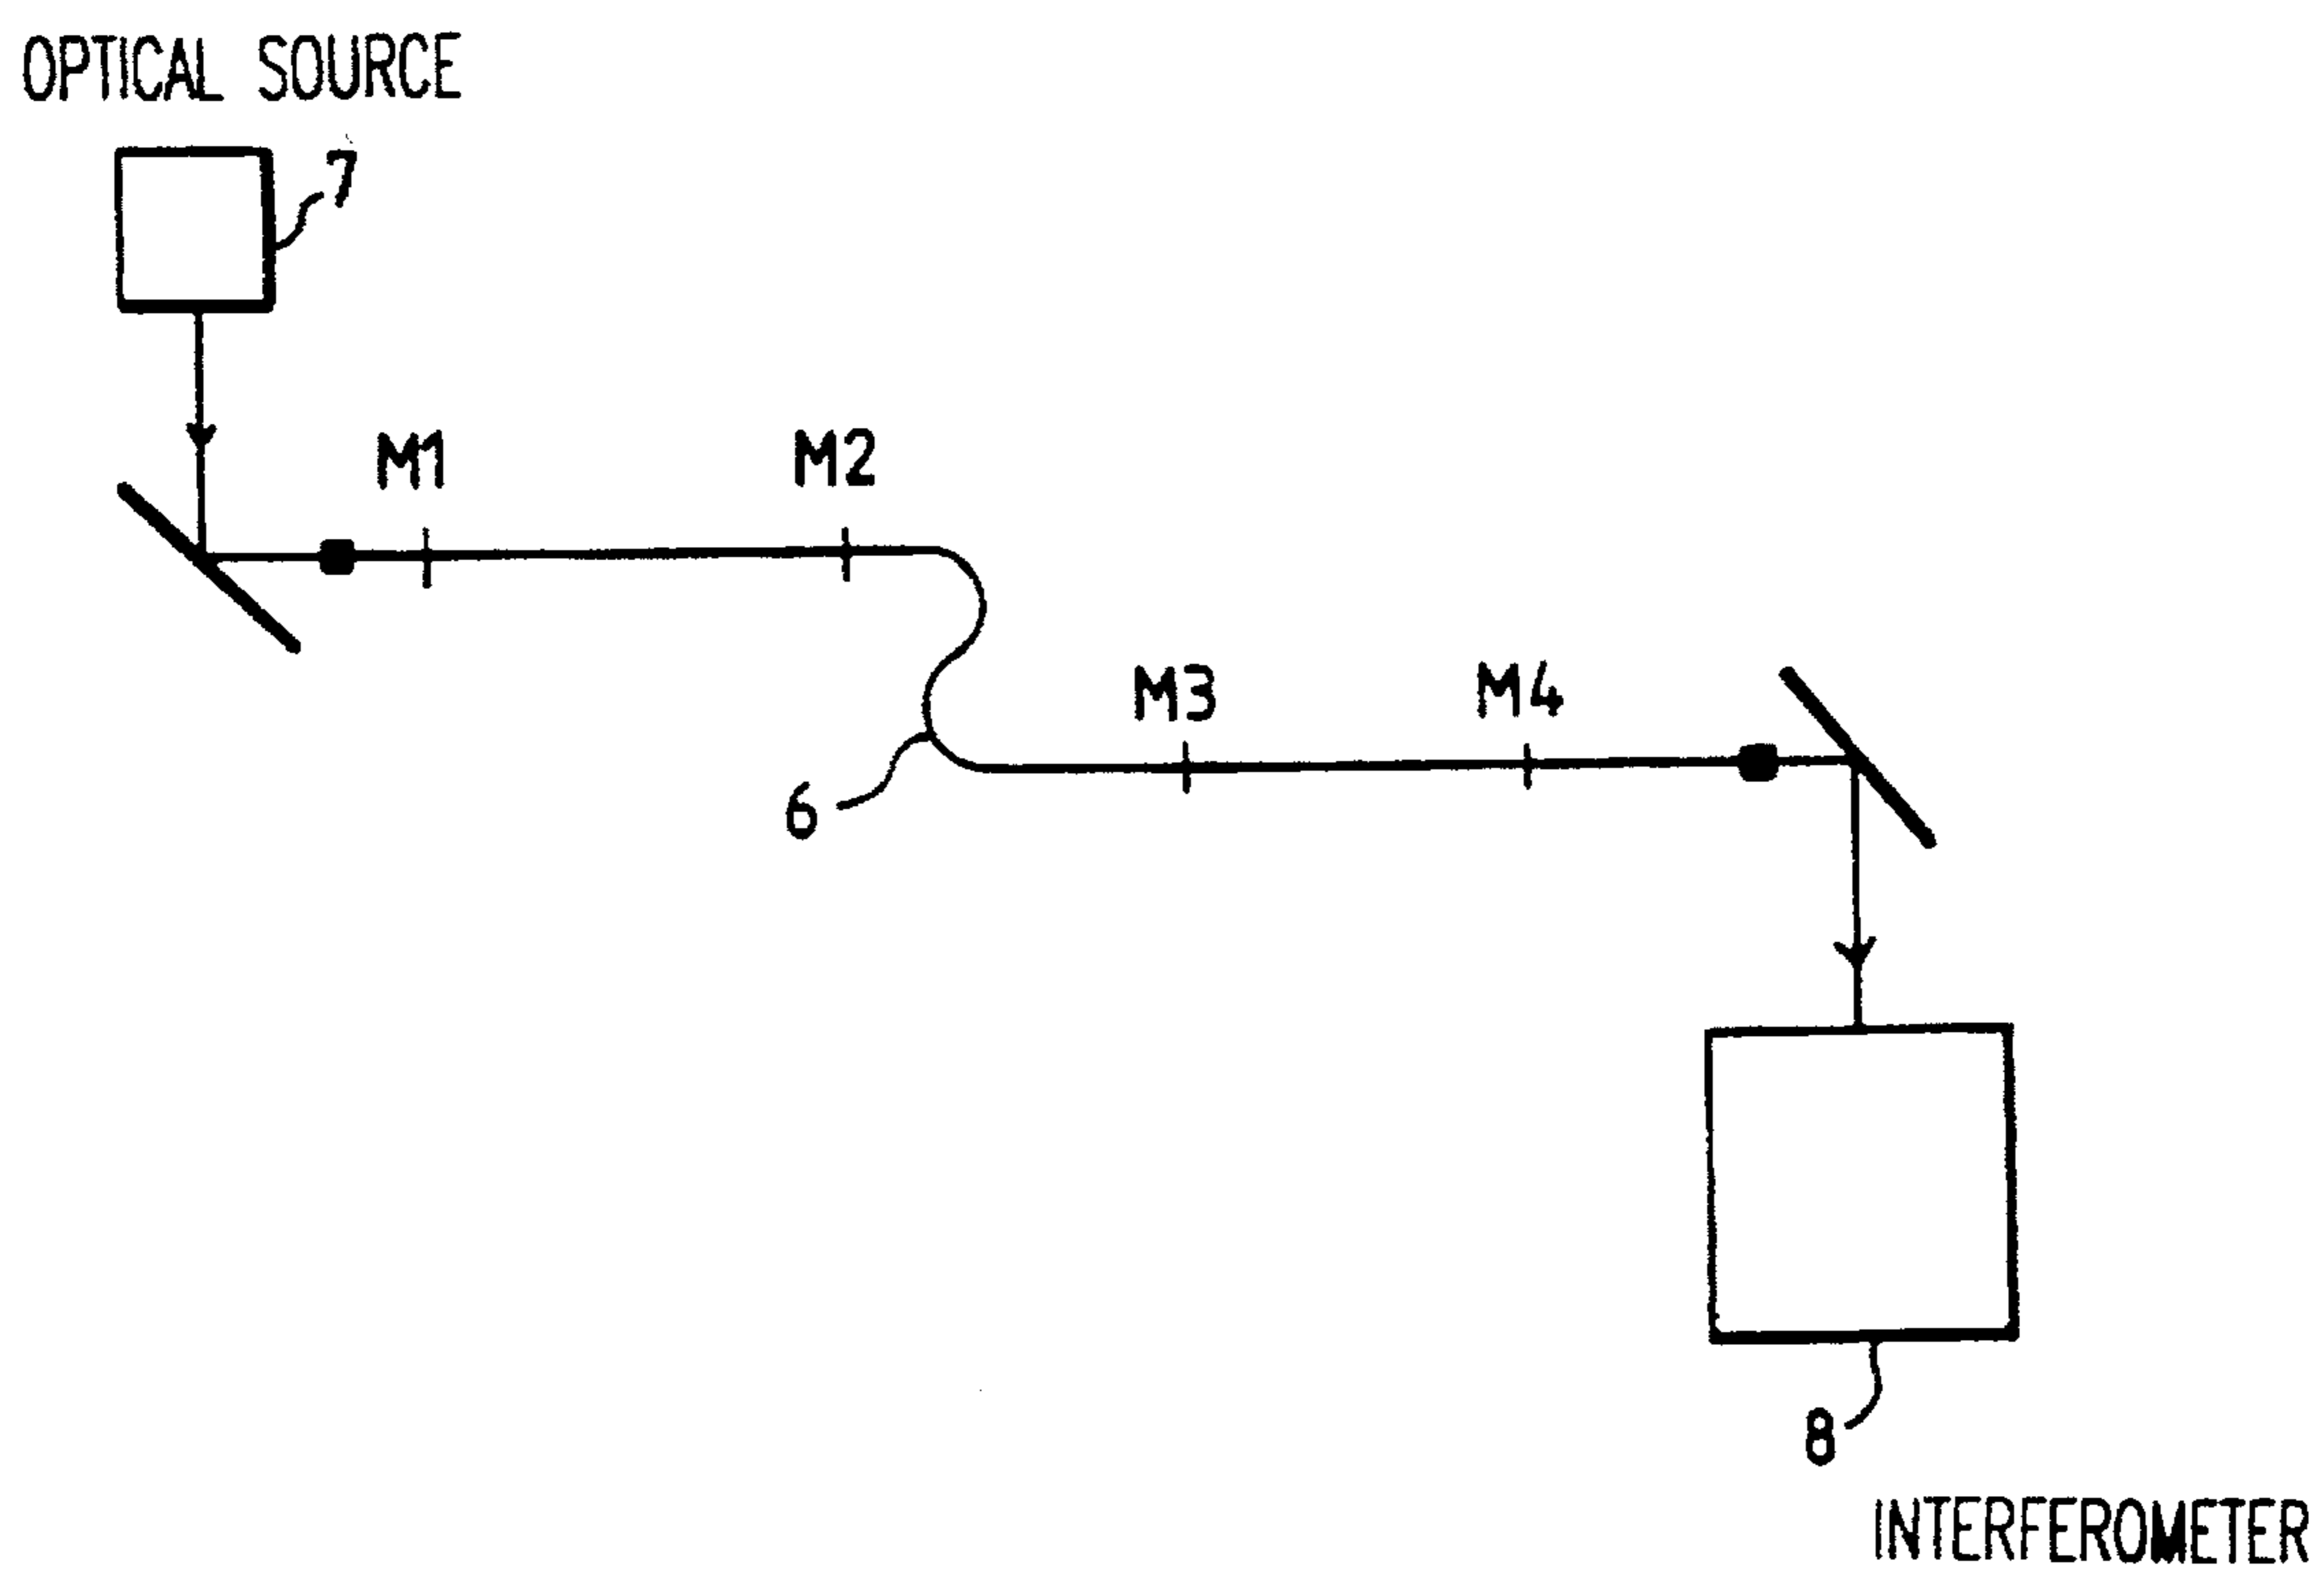 OPTICAL SOURCE
7
M1
M2
M3
M4
6
8
INTERFEROMETER